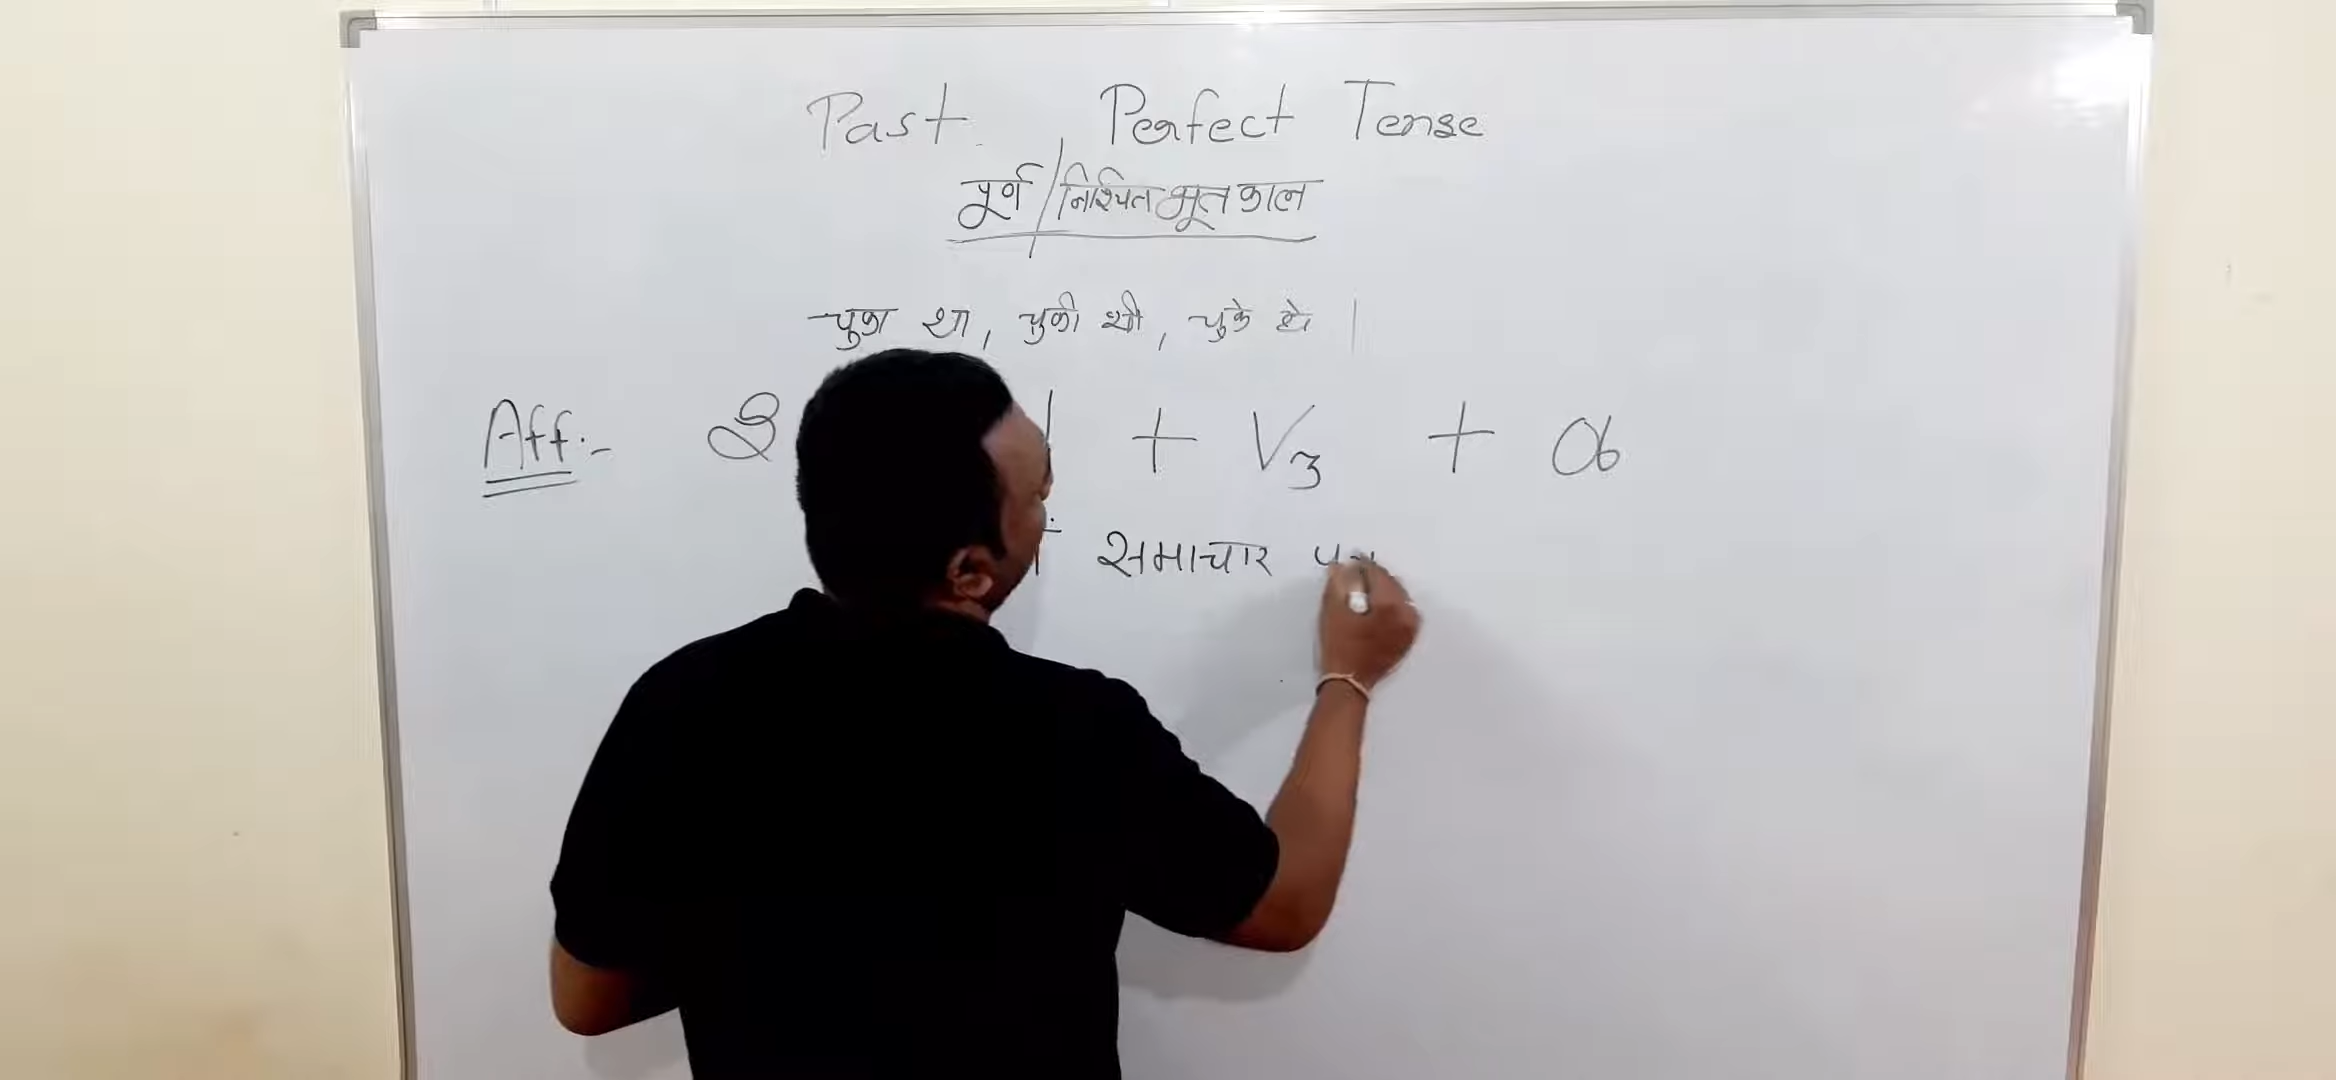 Past Perfect Tense
पूर्ण/निश्चित भूतकाल
चुका था, चुकी थी, चुके थे |
Aff:- S + V3 + Ob
समाचार